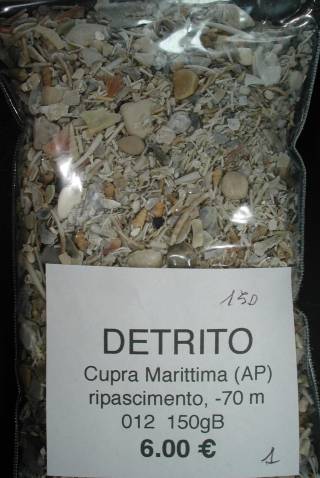 150
DETRITO
Cupra Marittima (AP)
ripascimento, -70 m
012 150gB
6.00 €
1